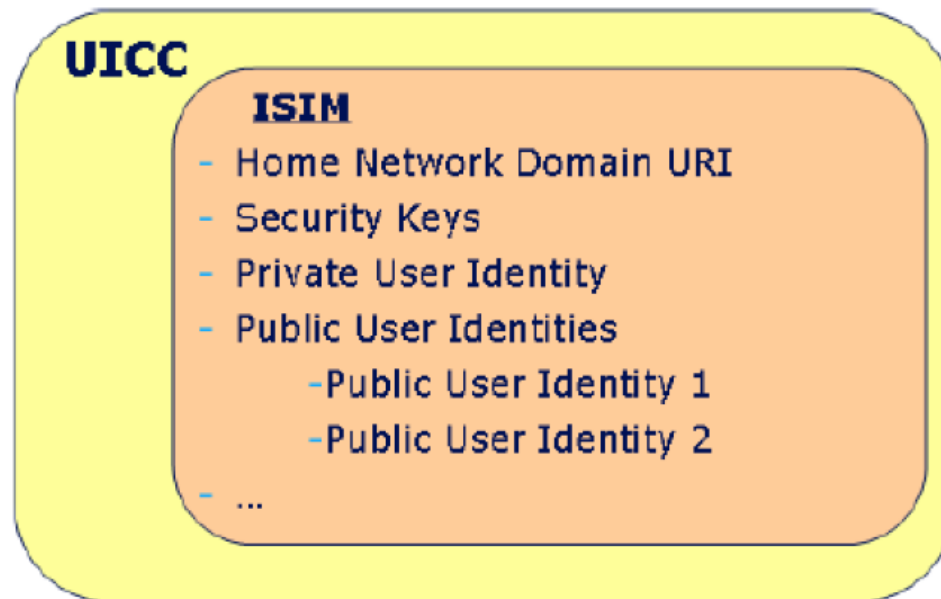 UICC
ISIM
- Home Network Domain URI
- Security Keys
- Private User Identity
- Public User Identities
-Public User Identity 1
-Public User Identity 2
- ...